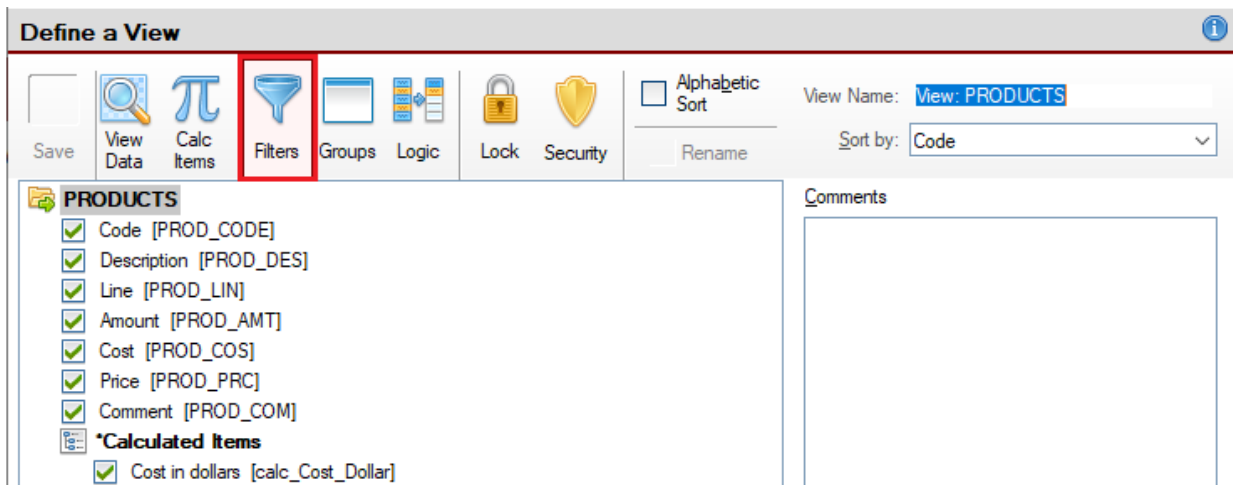 Define a View
Save
View Data
Calc Items
Filters
Groups
Logic
Lock
Security
Alphabetic Sort
Rename
View Name: View: PRODUCTS
Sort by: Code
PRODUCTS
Code [PROD_CODE]
Description [PROD_DES]
Line [PROD_LIN]
Amount [PROD_AMT]
Cost [PROD_COS]
Price [PROD_PRC]
Comment [PROD_COM]
*Calculated Items
Cost in dollars [calc_Cost_Dollar]
Comments